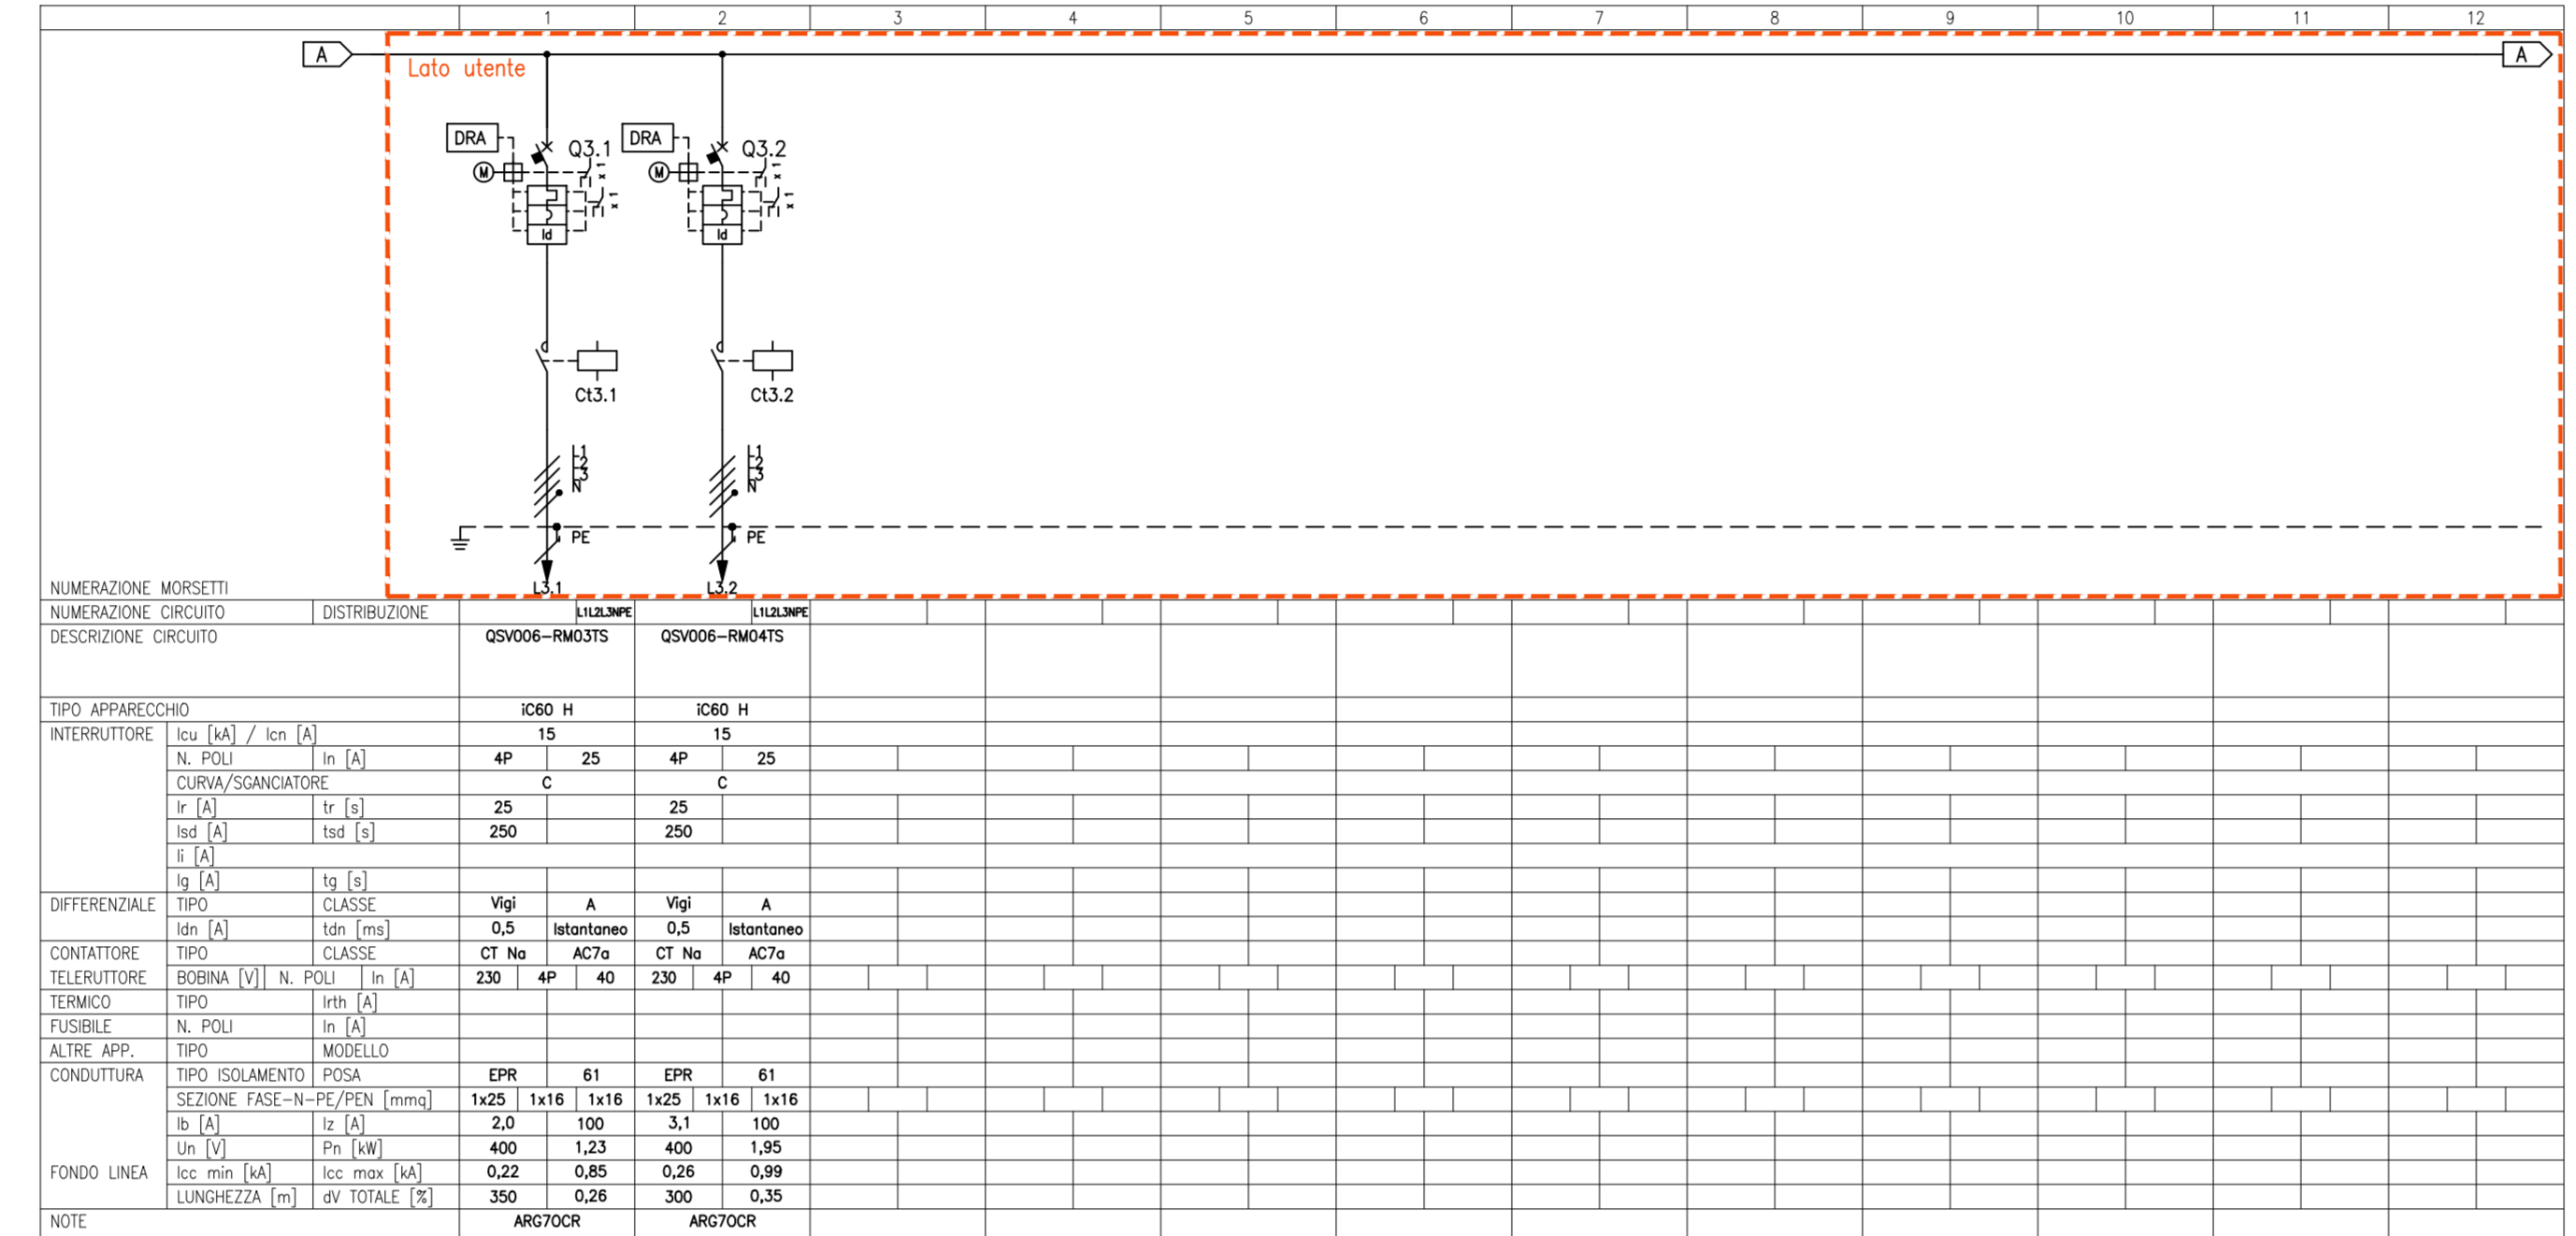 1 2 3 4 5 6 7 8 9 10 11 12
A A
Lato utente
DRA Q3.1 DRA Q3.2
M x 1 M x 1
x 1 x 1
Id Id
Ct3.1 Ct3.2
L1 L1
L2 L2
L3 L3
N N
PE PE
NUMERAZIONE MORSETTI L3.1 L3.2
NUMERAZIONE CIRCUITO DISTRIBUZIONE L1L2L3NPE L1L2L3NPE
DESCRIZIONE CIRCUITO QSV006-RM03TS QSV006-RM04TS
TIPO APPARECCHIO iC60 H iC60 H
INTERRUTTORE Icu [kA] / Icn [A] 15 15
N. POLI In [A] 4P 25 4P 25
CURVA/SGANCIATORE C C
Ir [A] tr [s] 25 25
Isd [A] tsd [s] 250 250
Ii [A]
Ig [A] tg [s]
DIFFERENZIALE TIPO CLASSE Vigi A Vigi A
Idn [A] tdn [ms] 0,5 Istantaneo 0,5 Istantaneo
CONTATTORE TIPO CLASSE CT Na AC7a CT Na AC7a
TELERUTTORE BOBINA [V] N. POLI In [A] 230 4P 40 230 4P 40
TERMICO TIPO Irth [A]
FUSIBILE N. POLI In [A]
ALTRE APP. TIPO MODELLO
CONDUTTURA TIPO ISOLAMENTO POSA EPR 61 EPR 61
SEZIONE FASE-N-PE/PEN [mmq] 1x25 1x16 1x16 1x25 1x16 1x16
Ib [A] Iz [A] 2,0 100 3,1 100
Un [V] Pn [kW] 400 1,23 400 1,95
FONDO LINEA Icc min [kA] Icc max [kA] 0,22 0,85 0,26 0,99
LUNGHEZZA [m] dV TOTALE [%] 350 0,26 300 0,35
NOTE ARG7OCR ARG7OCR